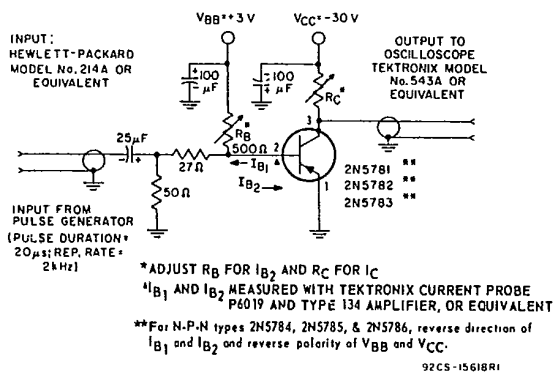 INPUT:
HEWLETT-PACKARD
MODEL No. 214A OR
EQUIVALENT
VBB=+3 V
VCC=-30 V
OUTPUT TO
OSCILLOSCOPE
TEKTRONIX MODEL
No. 543A OR
EQUIVALENT
100
μF
100
μF
RC*
RB*
500Ω
25μF
27Ω
50Ω
IB1
IB2
2
3
1
2N5781 **
2N5782 **
2N5783 **
INPUT FROM
PULSE GENERATOR
(PULSE DURATION=
20μs; REP. RATE=
2kHz)
*ADJUST RB FOR IB2 AND RC FOR IC
▲IB1 AND IB2 MEASURED WITH TEKTRONIX CURRENT PROBE
P6019 AND TYPE 134 AMPLIFIER, OR EQUIVALENT
**For N-P-N types 2N5784, 2N5785, & 2N5786, reverse direction of
IB1 and IB2 and reverse polarity of VBB and VCC.
92CS-15618R1